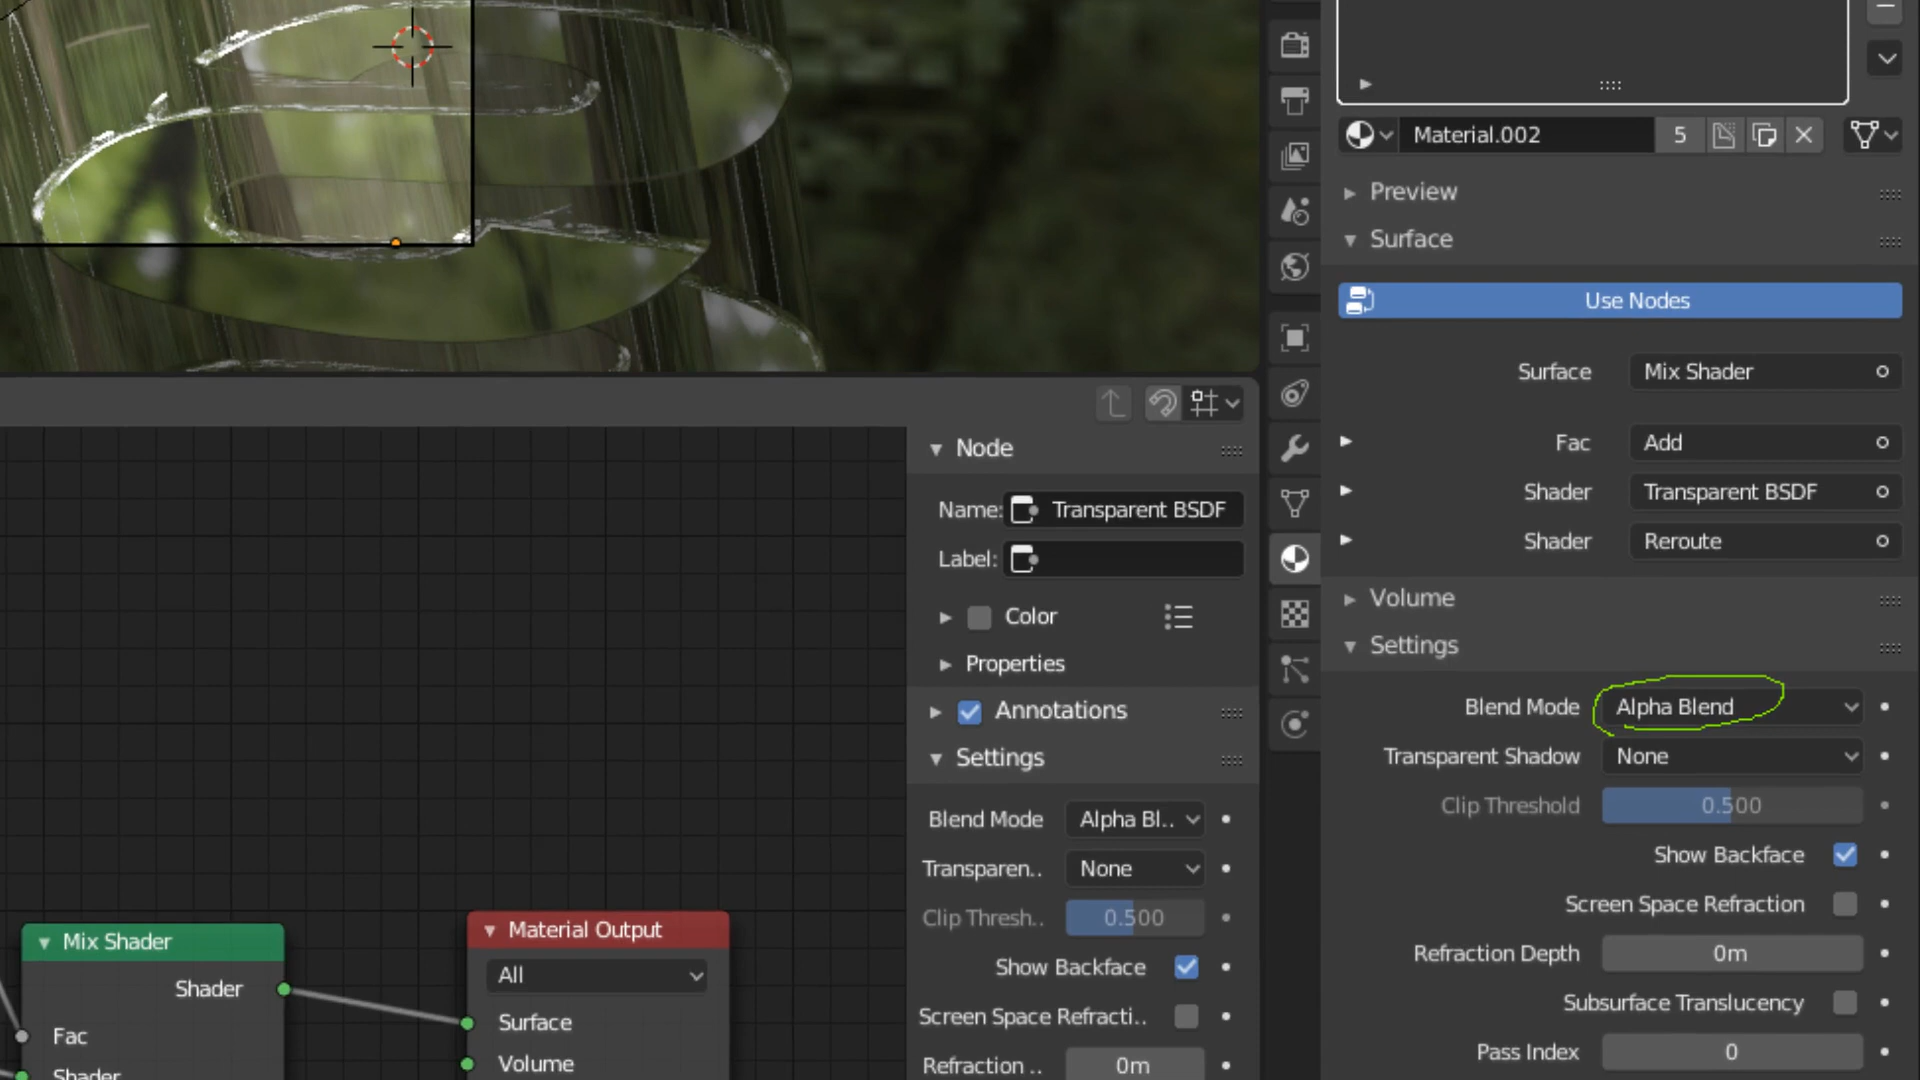 Material.002
5
Preview
Surface
Use Nodes
Surface
Mix Shader
Fac
Add
Shader
Transparent BSDF
Shader
Reroute
Volume
Settings
Blend Mode
Alpha Blend
Transparent Shadow
None
Clip Threshold
0.500
Show Backface
Screen Space Refraction
Refraction Depth
0m
Subsurface Translucency
Pass Index
0
Node
Name:
Transparent BSDF
Label:
Color
Properties
Annotations
Settings
Blend Mode
Alpha Bl..
Transparen..
None
Clip Thresh..
0.500
Show Backface
Screen Space Refracti..
Refraction ..
0m
Mix Shader
Shader
Fac
Shader
Material Output
All
Surface
Volume